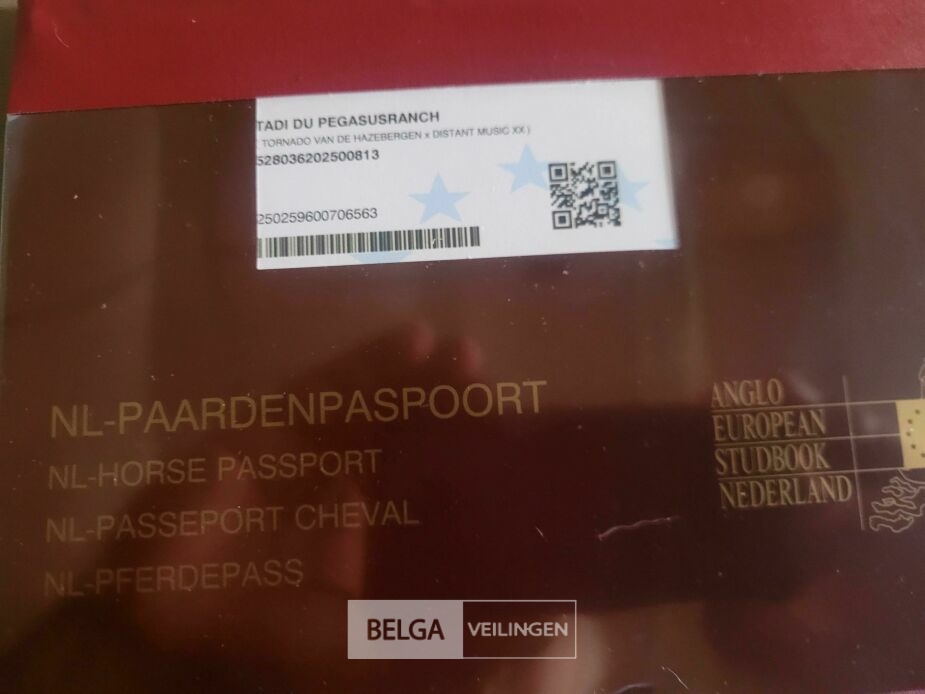 TADI DU PEGASUSRANCH
( TORNADO VAN DE HAZEBERGEN x DISTANT MUSIC XX )
528036202500813
250259600706563
NL-PAARDENPASPOORT
NL-HORSE PASSPORT
NL-PASSEPORT CHEVAL
NL-PFERDEPASS
ANGLO
EUROPEAN
STUDBOOK
NEDERLAND
BELGA VEILINGEN